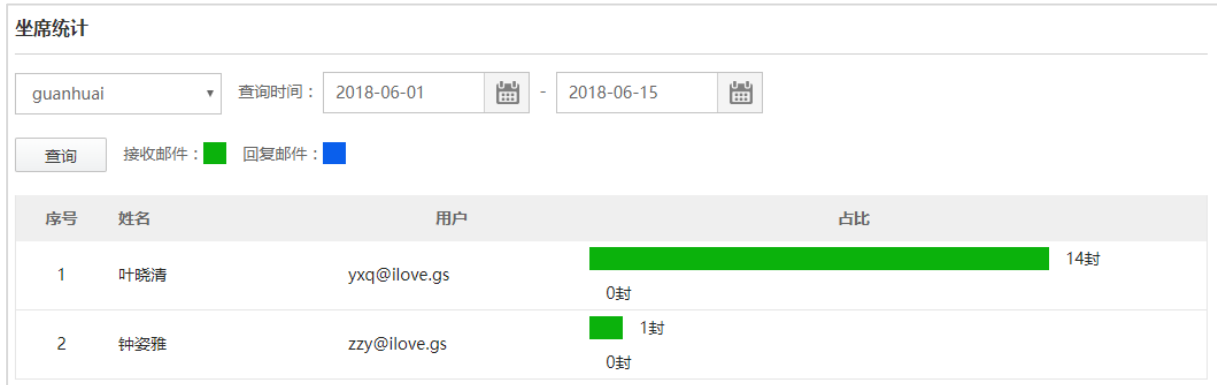 坐席统计
guanhuai 查询时间： 2018-06-01 - 2018-06-15
查询 接收邮件： 回复邮件：
序号 姓名 用户 占比
1 叶晓清 yxq@ilove.gs 14封
0封
2 钟姿雅 zzy@ilove.gs 1封
0封